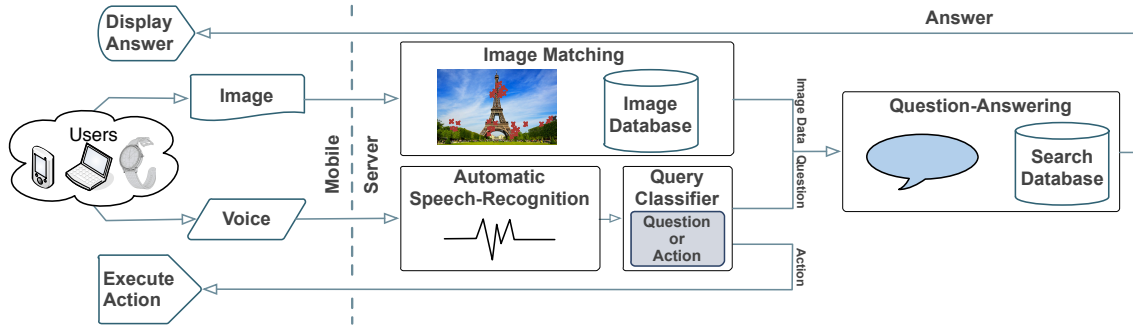 Display
Answer
Answer
Image Matching
Image
Image
Database
Image Data
Question-Answering
Search
Database
Users
Mobile
Server
Question
Automatic
Speech-Recognition
Query
Classifier
Question
or
Action
Voice
Action
Execute
Action